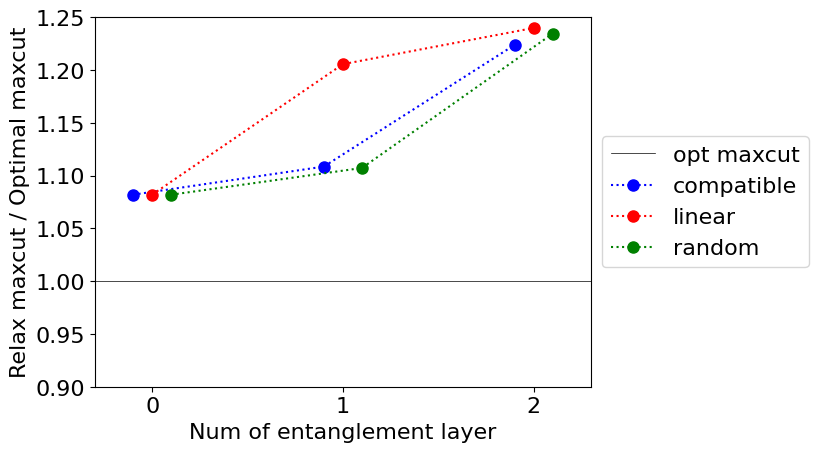 Relax maxcut / Optimal maxcut
1.25
1.20
1.15
1.10
1.05
1.00
0.95
0.90
0 1 2
Num of entanglement layer
opt maxcut
compatible
linear
random